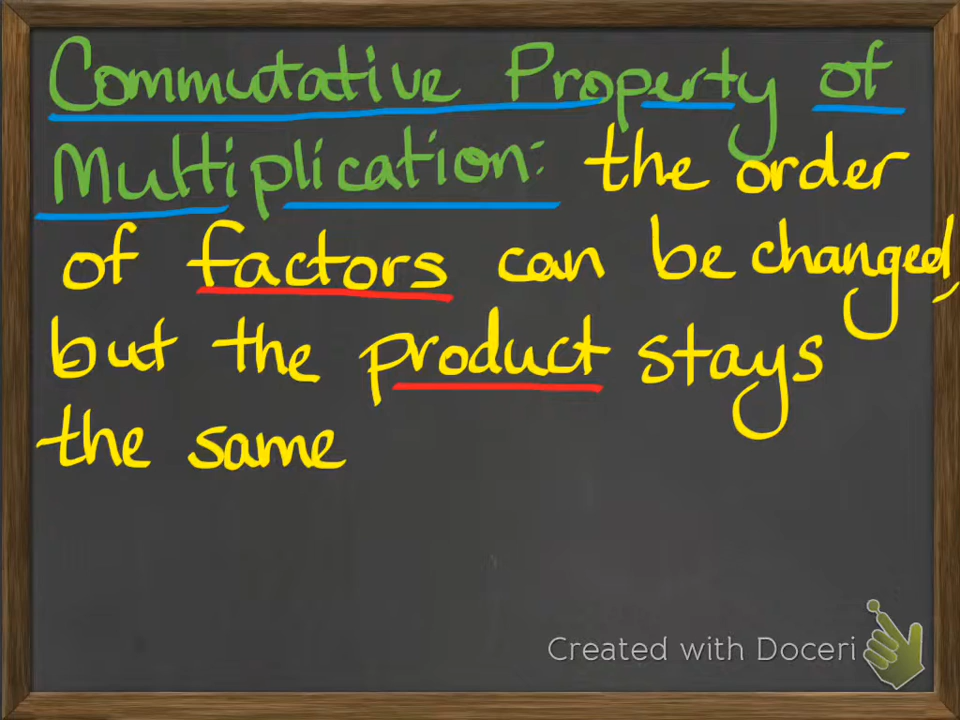 Commutative Property of
Multiplication: the order
of factors can be changed,
but the product stays
the same
Created with Doceri